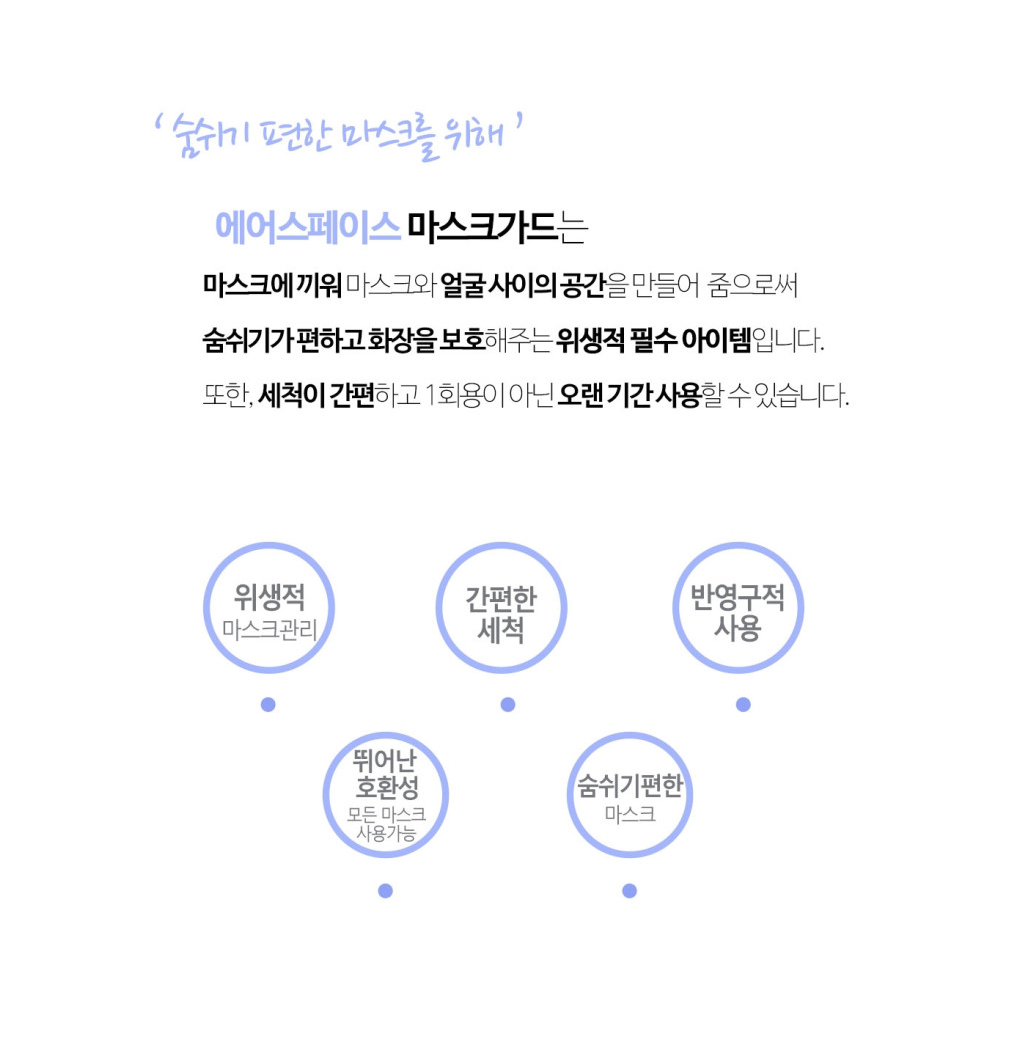 ‘ 숨쉬기 편한 마스크를 위해 ’
에어스페이스 마스크가드는
마스크에 끼워 마스크와 얼굴 사이의 공간을 만들어 줌으로써
숨쉬기가 편하고 화장을 보호해주는 위생적 필수 아이템입니다.
또한, 세척이 간편하고 1회용이 아닌 오랜 기간 사용할 수 있습니다.
위생적
마스크관리
간편한
세척
반영구적
사용
뛰어난
호환성
모든 마스크
사용가능
숨쉬기편한
마스크